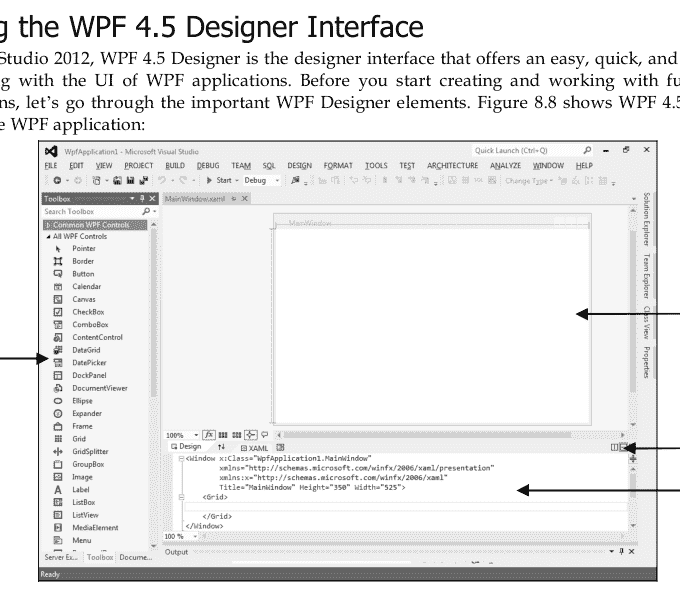 g the WPF 4.5 Designer Interface
Studio 2012, WPF 4.5 Designer is the designer interface that offers an easy, quick, and
g with the UI of WPF applications. Before you start creating and working with fu
ns, let's go through the important WPF Designer elements. Figure 8.8 shows WPF 4.5
e WPF application:
WpfApplication1 - Microsoft Visual Studio
Quick Launch (Ctrl+Q)
FILE EDIT VIEW PROJECT BUILD DEBUG TEAM SQL DESIGN FORMAT TOOLS TEST ARCHITECTURE ANALYZE WINDOW HELP
Start Debug Change Type
Toolbox
MainWindow.xaml
Search Toolbox
Common WPF Controls
MainWindow
All WPF Controls
Pointer
Border
Button
Calendar
Canvas
CheckBox
ComboBox
ContentControl
DataGrid
DatePicker
DockPanel
DocumentViewer
Ellipse
Expander
Frame
Grid
GridSplitter
GroupBox
Image
Label
ListBox
ListView
MediaElement
Menu
Server Ex... Toolbox Docume...
Solution Explorer
Team Explorer
Class View
Properties
100%
Design XAML
<Window x:Class="WpfApplication1.MainWindow"
xmlns="http://schemas.microsoft.com/winfx/2006/xaml/presentation"
xmlns:x="http://schemas.microsoft.com/winfx/2006/xaml"
Title="MainWindow" Height="350" Width="525">
<Grid>
</Grid>
</Window>
100 %
Output
Ready